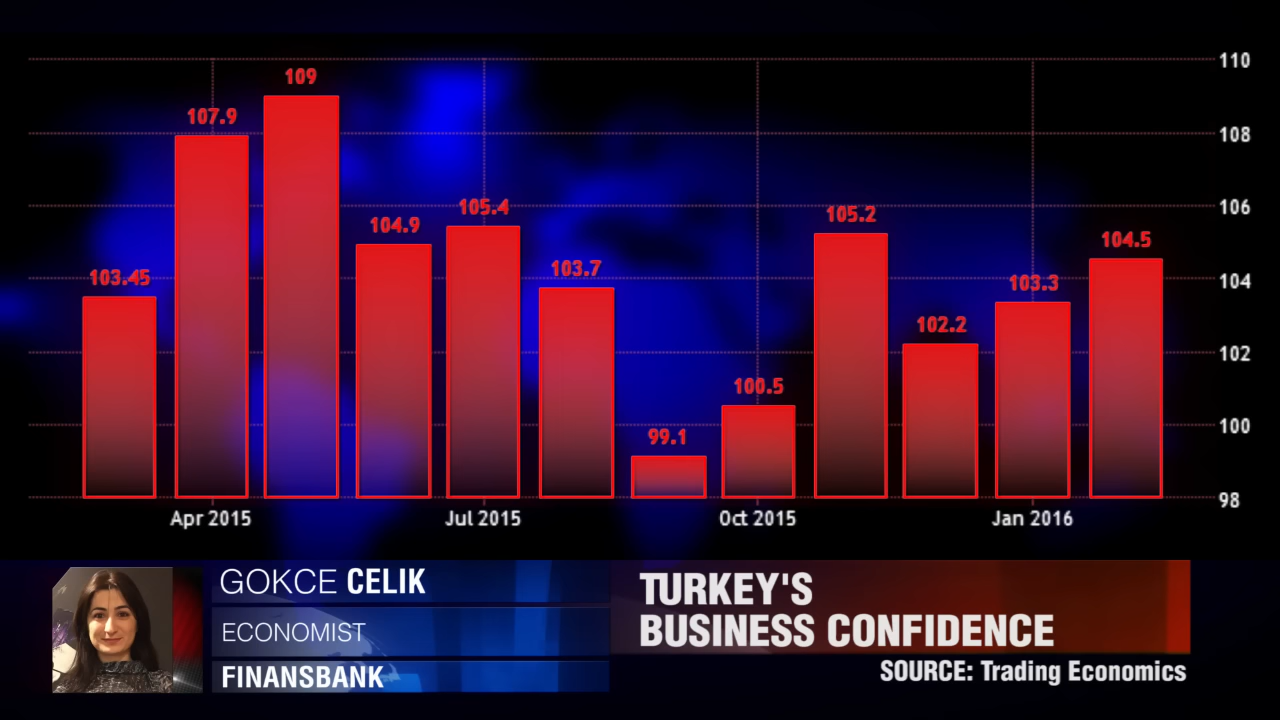 110
109
107.9
108
105.4
106
105.2
104.9
104.5
103.7
103.45
103.3
104
102.2
102
100.5
99.1
100
98
Apr 2015 Jul 2015 Oct 2015 Jan 2016
GOKCE CELIK
ECONOMIST
FINANSBANK
TURKEY'S
BUSINESS CONFIDENCE
SOURCE: Trading Economics